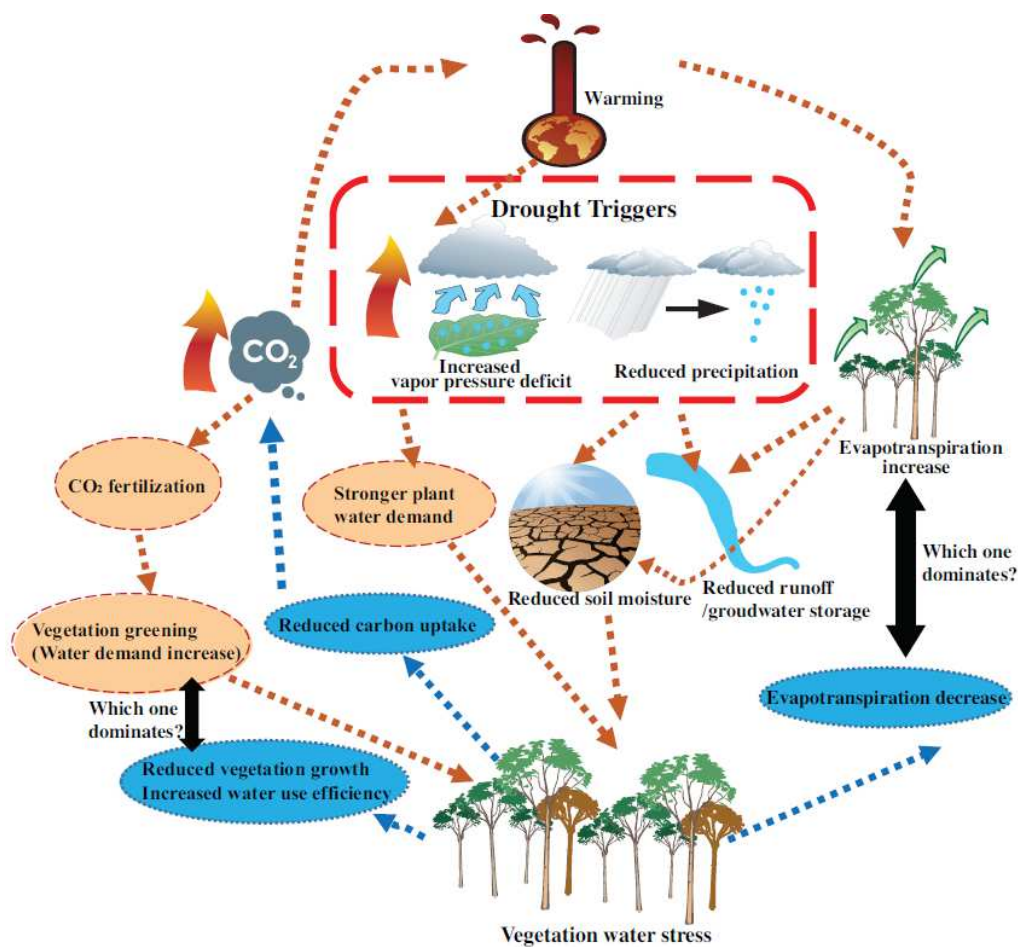 Warming
Drought Triggers
CO₂
Increased
vapor pressure deficit
Reduced precipitation
Evapotranspiration
increase
CO₂ fertilization
Stronger plant
water demand
Which one
dominates?
Reduced soil moisture
Reduced runoff
/groudwater storage
Vegetation greening
(Water demand increase)
Reduced carbon uptake
Evapotranspiration decrease
Which one
dominates?
Reduced vegetation growth
Increased water use efficiency
Vegetation water stress